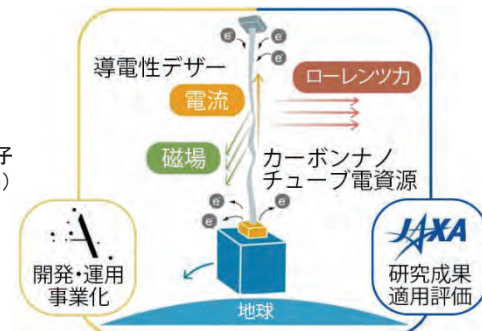 e
e
e
導電性デザー
電流
ローレンツ力
磁場
カーボンナノ
チューブ電資源
子
)
e
e
e
e
開発・運用
事業化
JAXA
研究成果
適用評価
地球